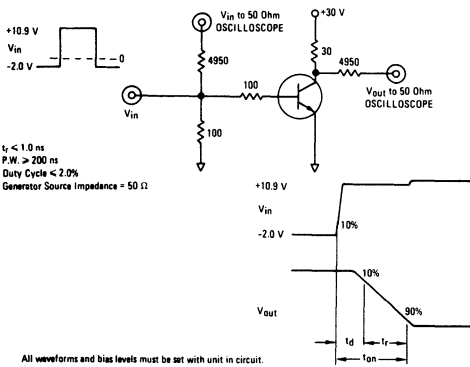 +10.9 V
Vin
-2.0 V
0
Vin to 50 Ohm
OSCILLOSCOPE
4950
Vin
100
100
+30 V
30
4950
Vout to 50 Ohm
OSCILLOSCOPE
tr < 1.0 ns
P.W. > 200 ns
Duty Cycle < 2.0%
Generator Source Impedance = 50 Ω
+10.9 V
Vin
-2.0 V
10%
10%
Vout
90%
td
tr
ton
All waveforms and bias levels must be set with unit in circuit.